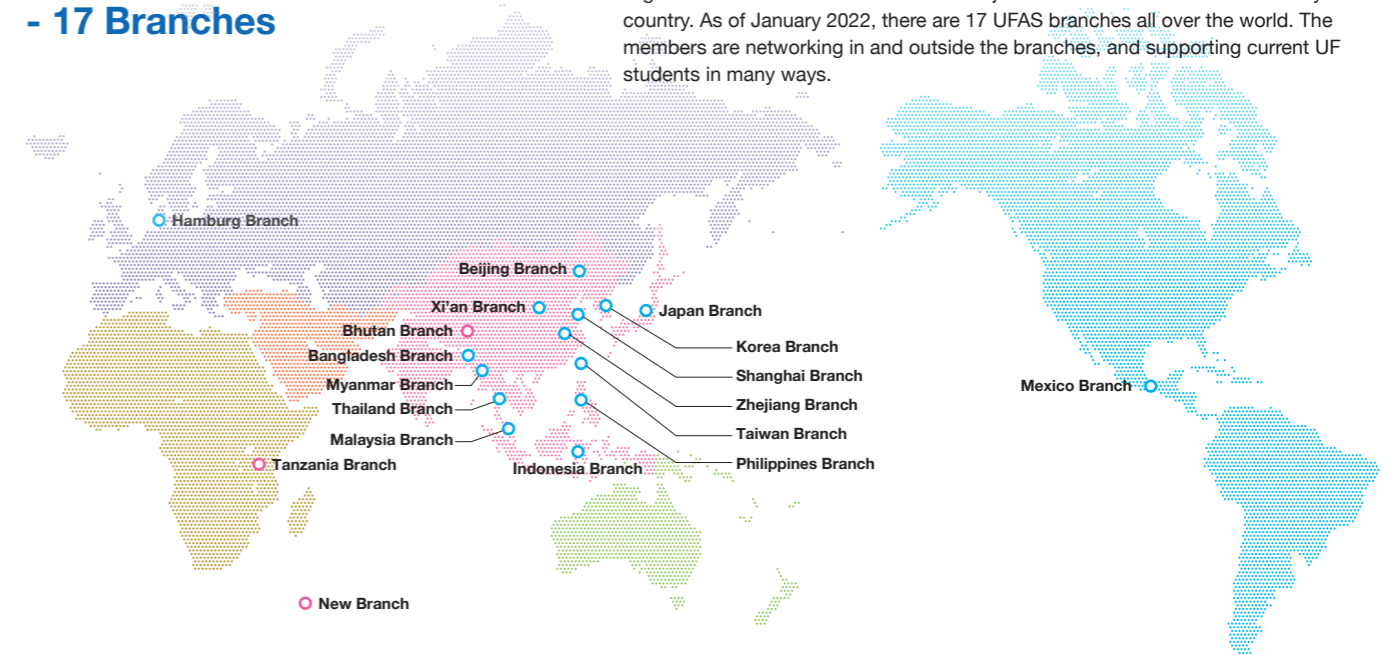 - 17 Branches
country. As of January 2022, there are 17 UFAS branches all over the world. The
members are networking in and outside the branches, and supporting current UF
students in many ways.
Hamburg Branch
Beijing Branch
Xi'an Branch
Japan Branch
Bhutan Branch
Korea Branch
Bangladesh Branch
Shanghai Branch
Myanmar Branch
Mexico Branch
Thailand Branch
Zhejiang Branch
Malaysia Branch
Taiwan Branch
Tanzania Branch
Indonesia Branch
Philippines Branch
New Branch